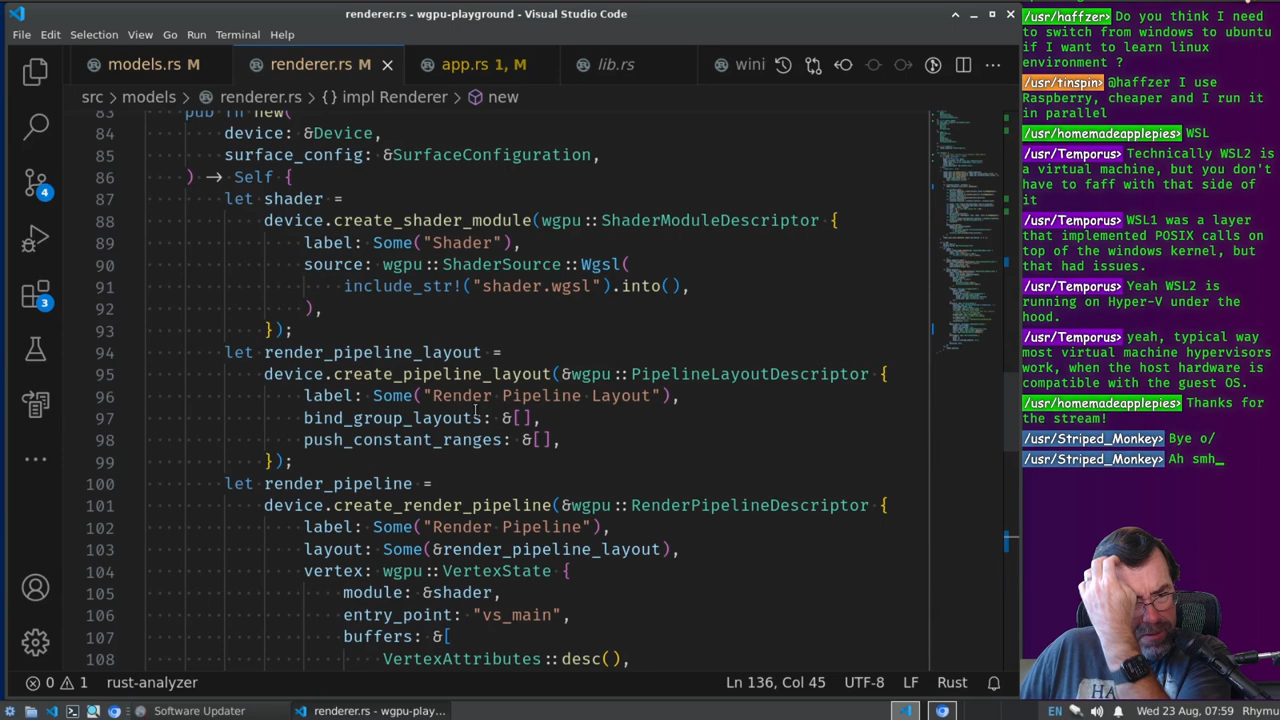 renderer.rs - wgpu-playground - Visual Studio Code
File Edit Selection View Go Run Terminal Help
models.rs M renderer.rs M app.rs 1, M lib.rs wini
src > models > renderer.rs > {} impl Renderer > new
83 pub fn new(
84 device: &Device,
85 surface_config: &SurfaceConfiguration,
86 ) → Self {
87 let shader =
88 device.create_shader_module(wgpu::ShaderModuleDescriptor {
89 label: Some("Shader"),
90 source: wgpu::ShaderSource::Wgsl(
91 include_str!("shader.wgsl").into(),
92 ),
93 });
94 let render_pipeline_layout =
95 device.create_pipeline_layout(&wgpu::PipelineLayoutDescriptor {
96 label: Some("Render Pipeline Layout"),
97 bind_group_layouts: &[],
98 push_constant_ranges: &[],
99 });
100 let render_pipeline =
101 device.create_render_pipeline(&wgpu::RenderPipelineDescriptor {
102 label: Some("Render Pipeline"),
103 layout: Some(&render_pipeline_layout),
104 vertex: wgpu::VertexState {
105 module: &shader,
106 entry_point: "vs_main",
107 buffers: &[
108 VertexAttributes::desc(),
4
3
0 1 rust-analyzer Ln 136, Col 45 UTF-8 LF Rust
Software Updater renderer.rs - wgpu-play... EN Wed 23 Aug, 07:59 Rhymu
/usr/haffzer> Do you think I need
to switch from windows to ubuntu
if I want to learn linux
environment ?
/usr/tinspin> @haffzer I use
Raspberry, cheaper and I run it
in parallel
/usr/homemadeapplepies> WSL
/usr/Temporus> Technically WSL2 is
a virtual machine, but you don't
have to faff with that side of
it
/usr/Temporus> WSL1 was a layer
that implemented POSIX calls on
top of the windows kernel, but
that had issues.
/usr/Temporus> Yeah WSL2 is
running on Hyper-V under the
hood.
/usr/Temporus> yeah, typical way
most virtual machine hypervisors
work, when the host hardware is
compatible with the guest OS.
/usr/homemadeapplepies> Thanks for
the stream!
/usr/Striped_Monkey> Bye o/
/usr/Striped_Monkey> Ah smh_